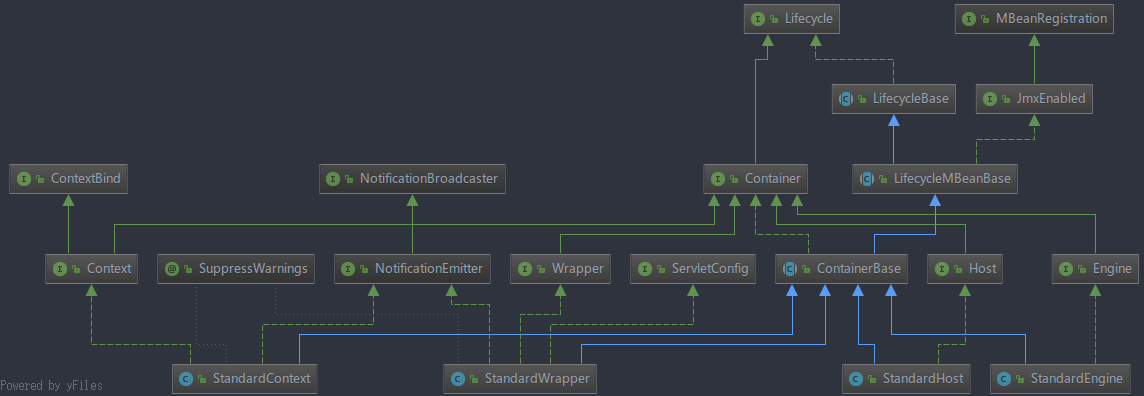 I Lifecycle
I MBeanRegistration
C LifecycleBase
I JmxEnabled
I ContextBind
I NotificationBroadcaster
I Container
C LifecycleMBeanBase
I Context
@ SuppressWarnings
I NotificationEmitter
I Wrapper
I ServletConfig
C ContainerBase
I Host
I Engine
C StandardContext
C StandardWrapper
C StandardHost
C StandardEngine
Powered by yFiles